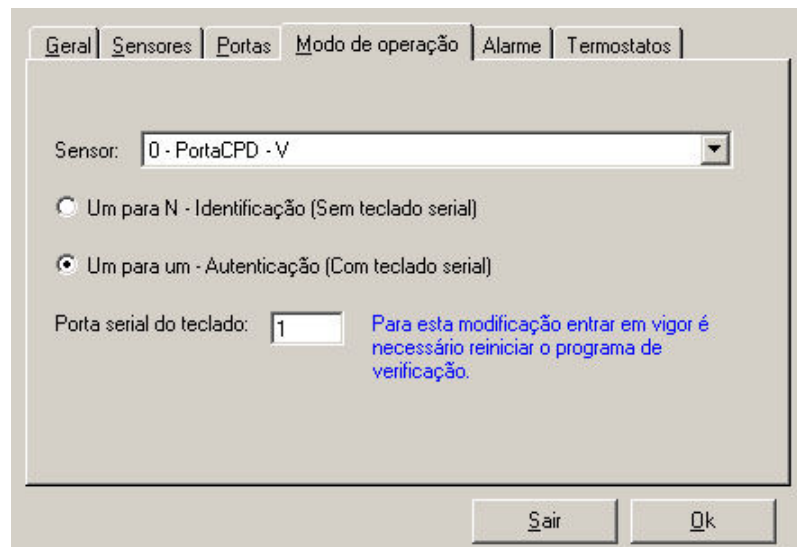 Geral Sensores Portas Modo de operação Alarme Termostatos
Sensor: 0 - PortaCPD - V
Um para N - Identificação (Sem teclado serial)
Um para um - Autenticação (Com teclado serial)
Porta serial do teclado: 1
Para esta modificação entrar em vigor é
necessário reiniciar o programa de
verificação.
Sair Ok